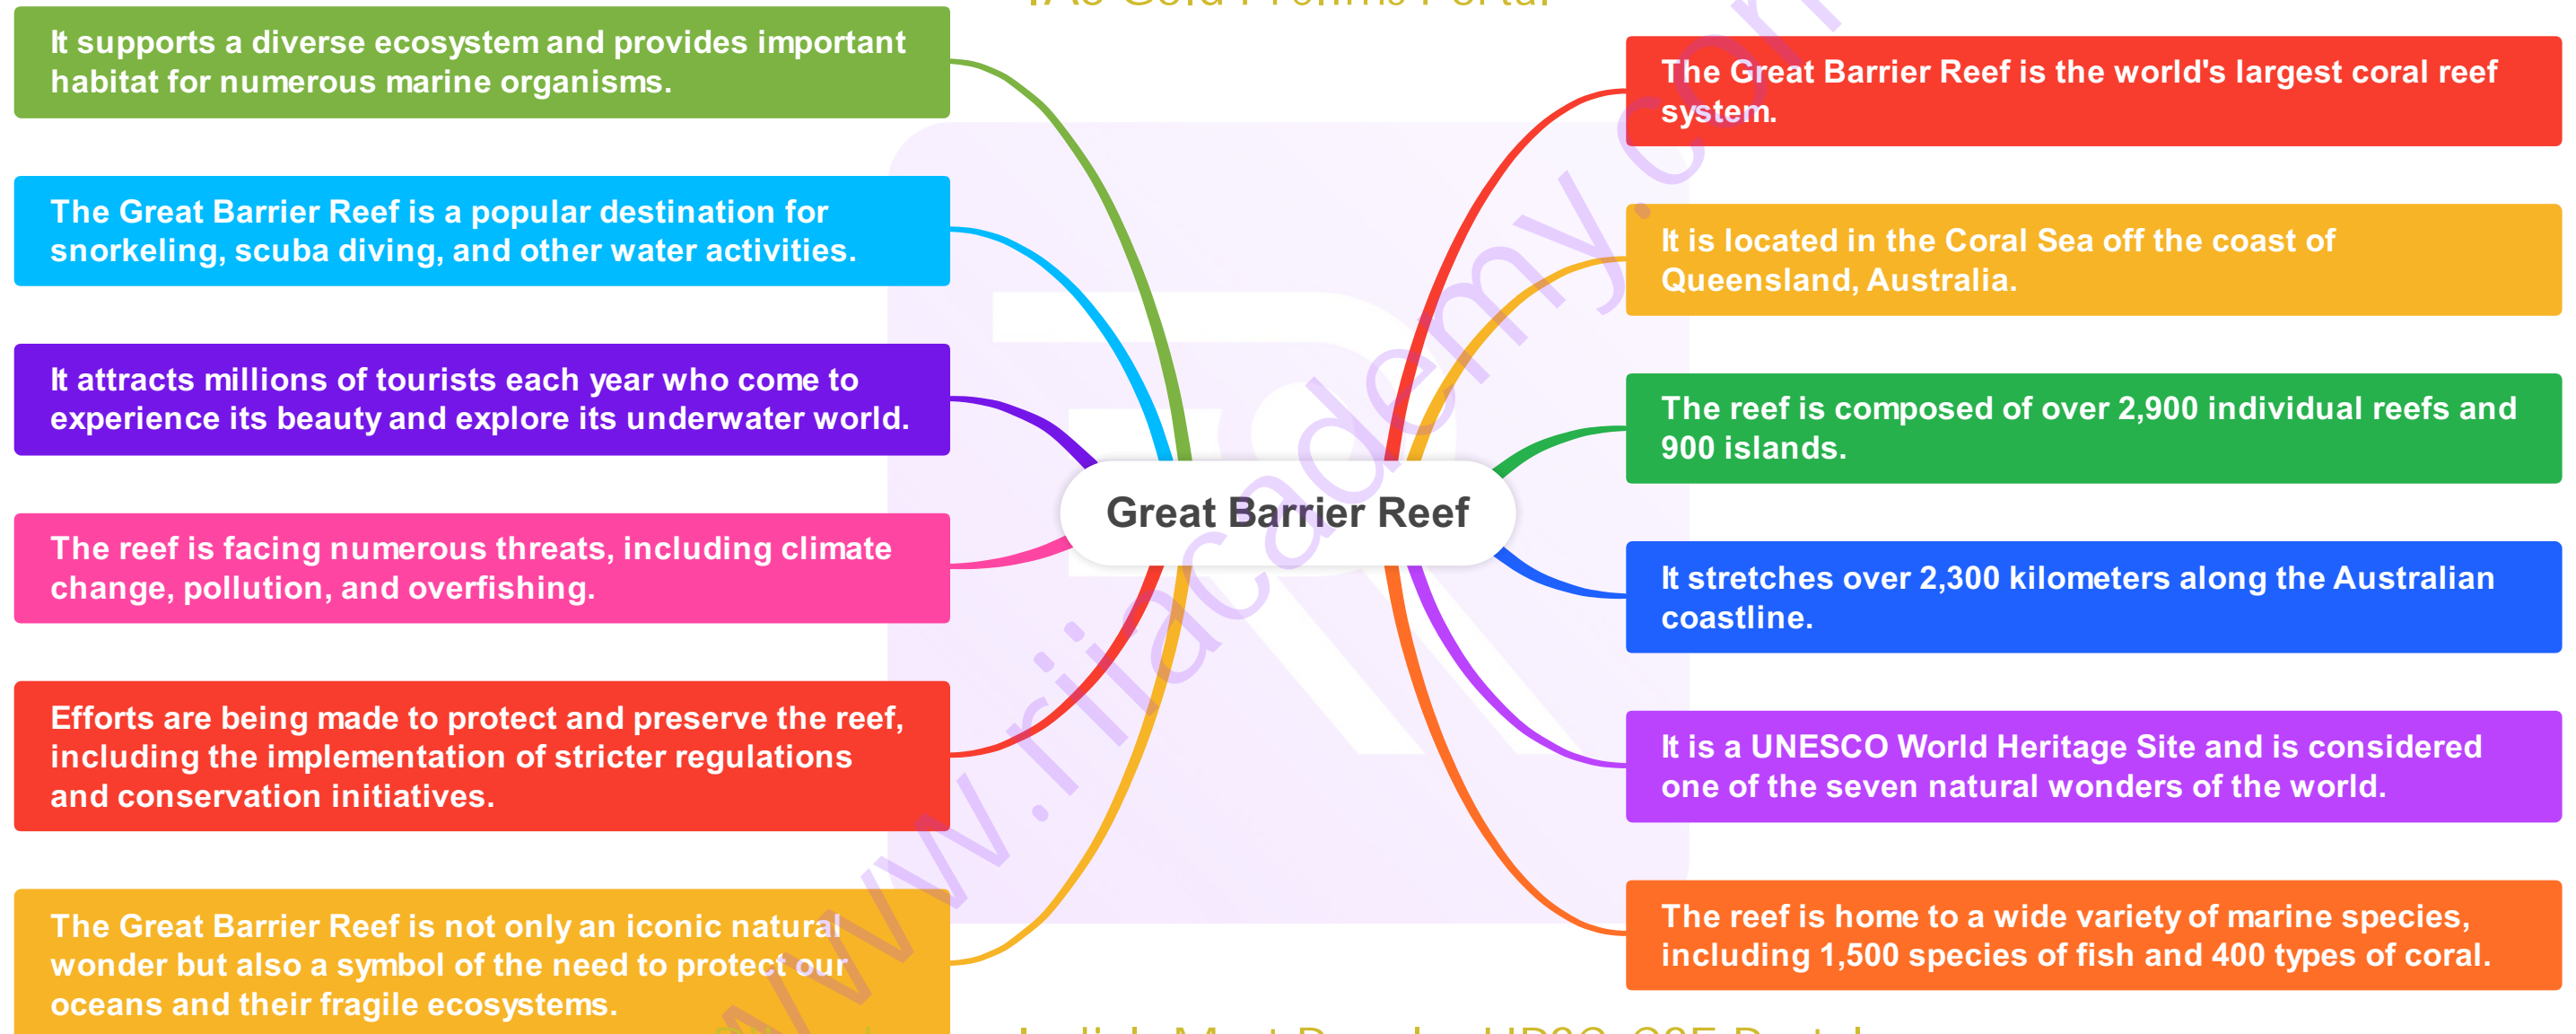 It supports a diverse ecosystem and provides important
habitat for numerous marine organisms.
The Great Barrier Reef is a popular destination for
snorkeling, scuba diving, and other water activities.
It attracts millions of tourists each year who come to
experience its beauty and explore its underwater world.
The reef is facing numerous threats, including climate
change, pollution, and overfishing.
Efforts are being made to protect and preserve the reef,
including the implementation of stricter regulations
and conservation initiatives.
The Great Barrier Reef is not only an iconic natural
wonder but also a symbol of the need to protect our
oceans and their fragile ecosystems.
Great Barrier Reef
The Great Barrier Reef is the world's largest coral reef
system.
It is located in the Coral Sea off the coast of
Queensland, Australia.
The reef is composed of over 2,900 individual reefs and
900 islands.
It stretches over 2,300 kilometers along the Australian
coastline.
It is a UNESCO World Heritage Site and is considered
one of the seven natural wonders of the world.
The reef is home to a wide variety of marine species,
including 1,500 species of fish and 400 types of coral.